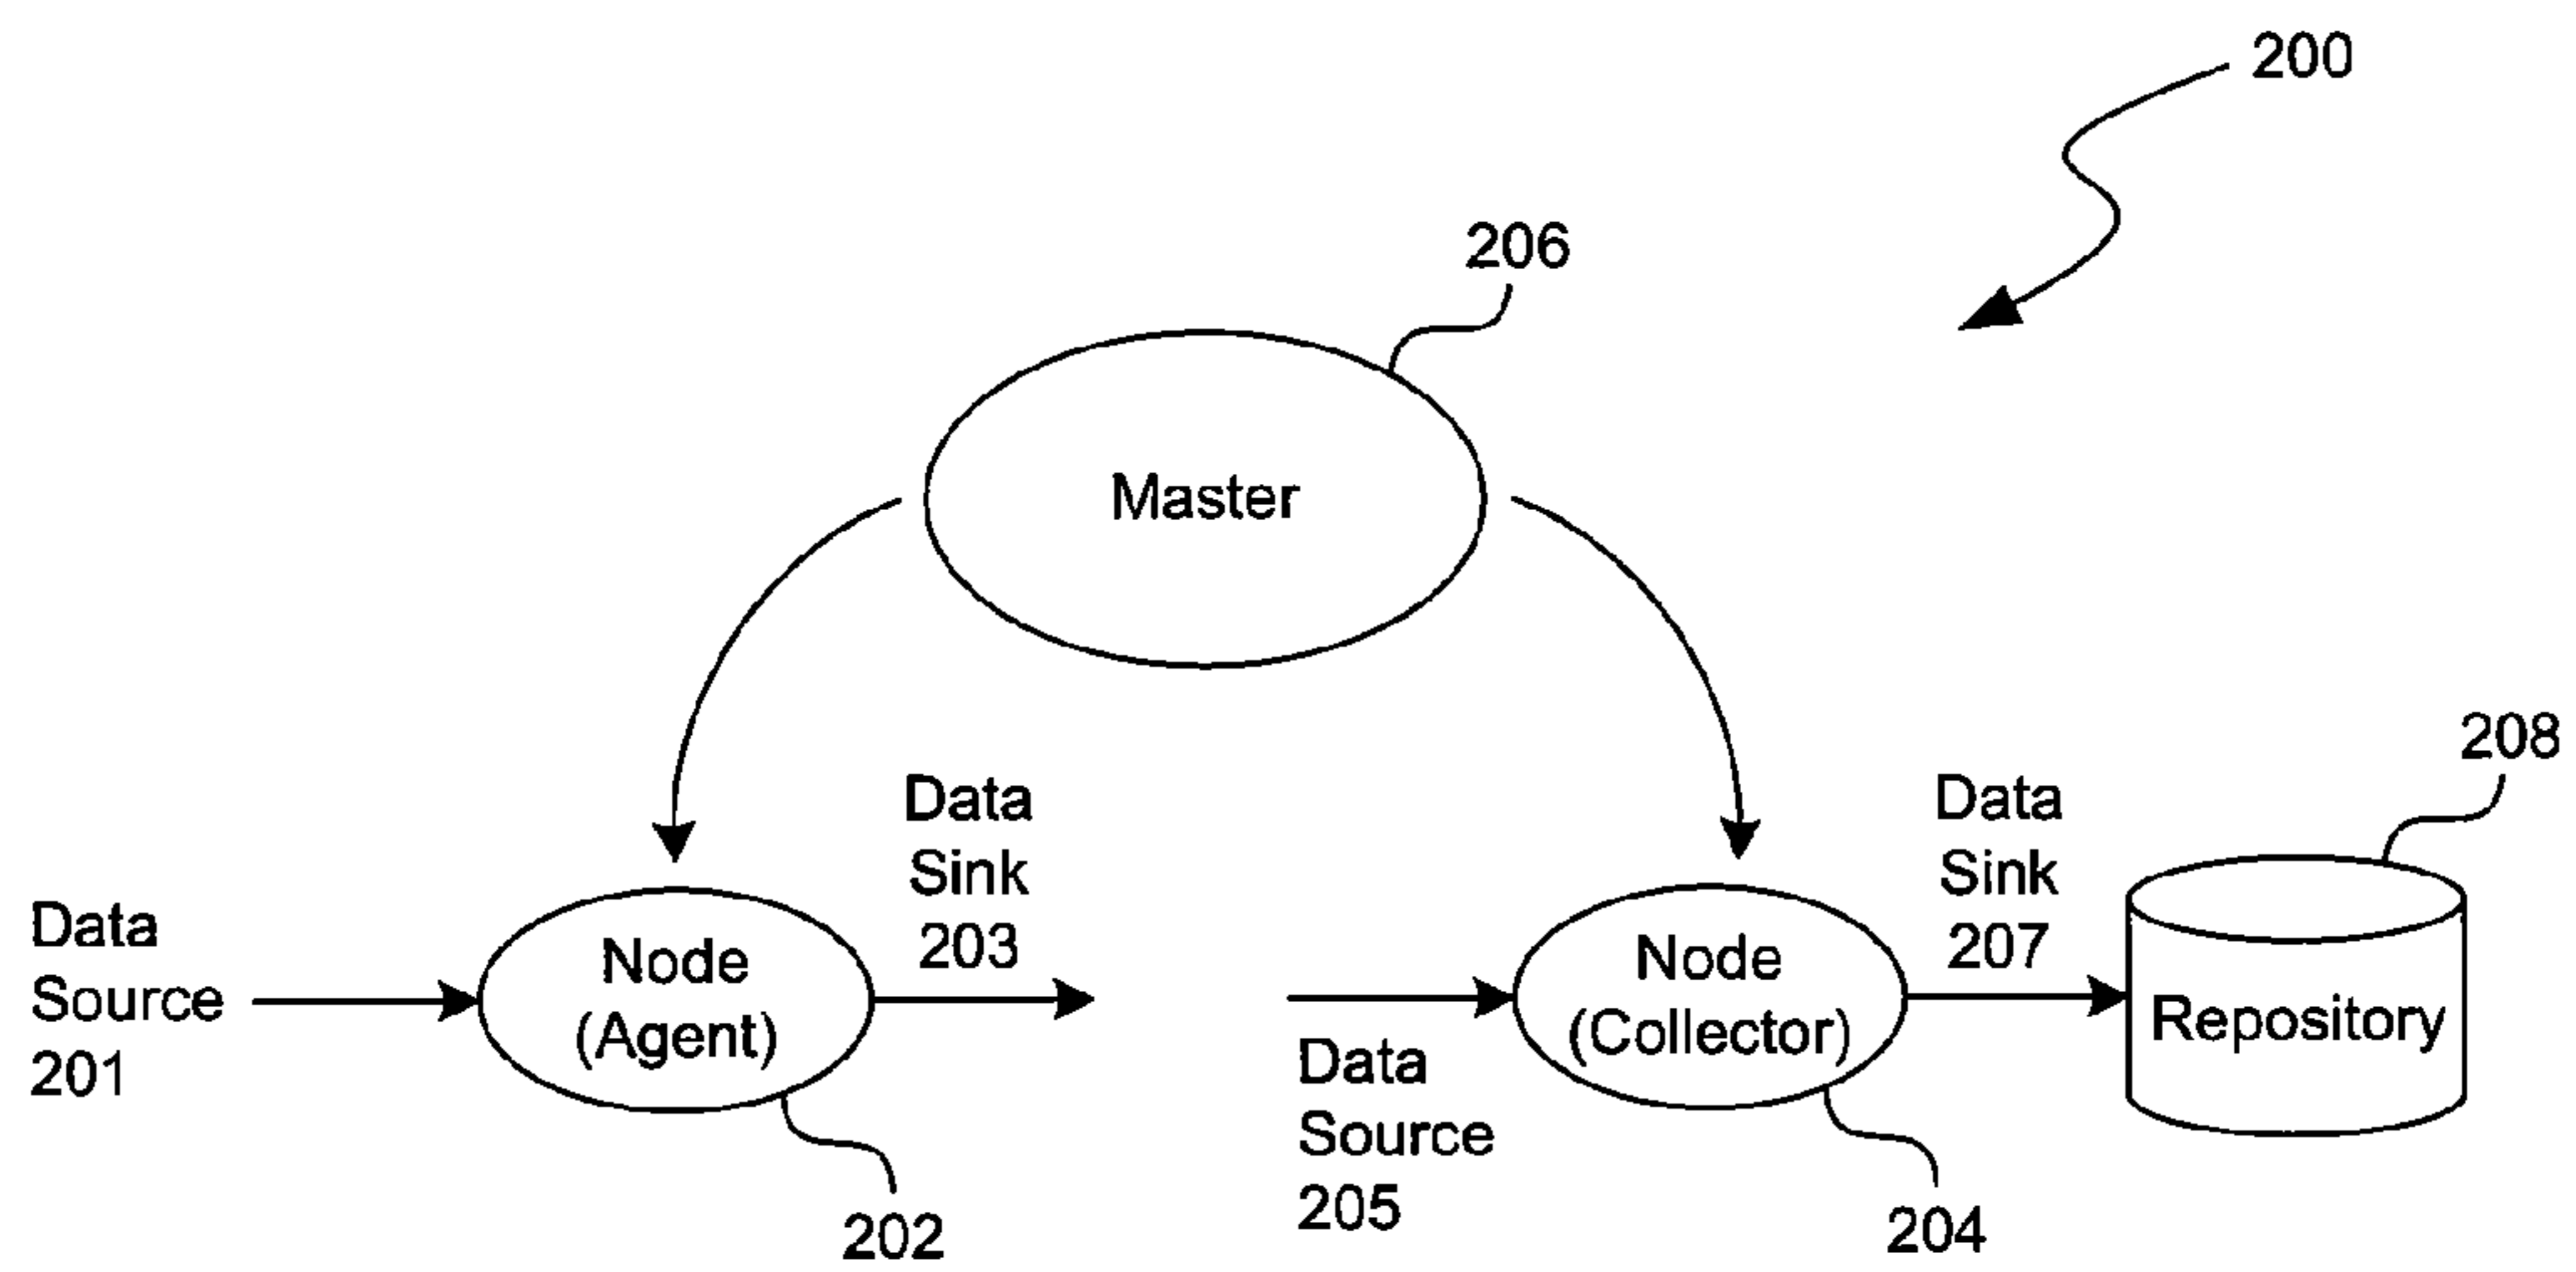 200
206
Master
208
Data
Sink
203
Data
Sink
207
Data
Source
201
Node
(Agent)
Node
(Collector)
Repository
Data
Source
205
202
204